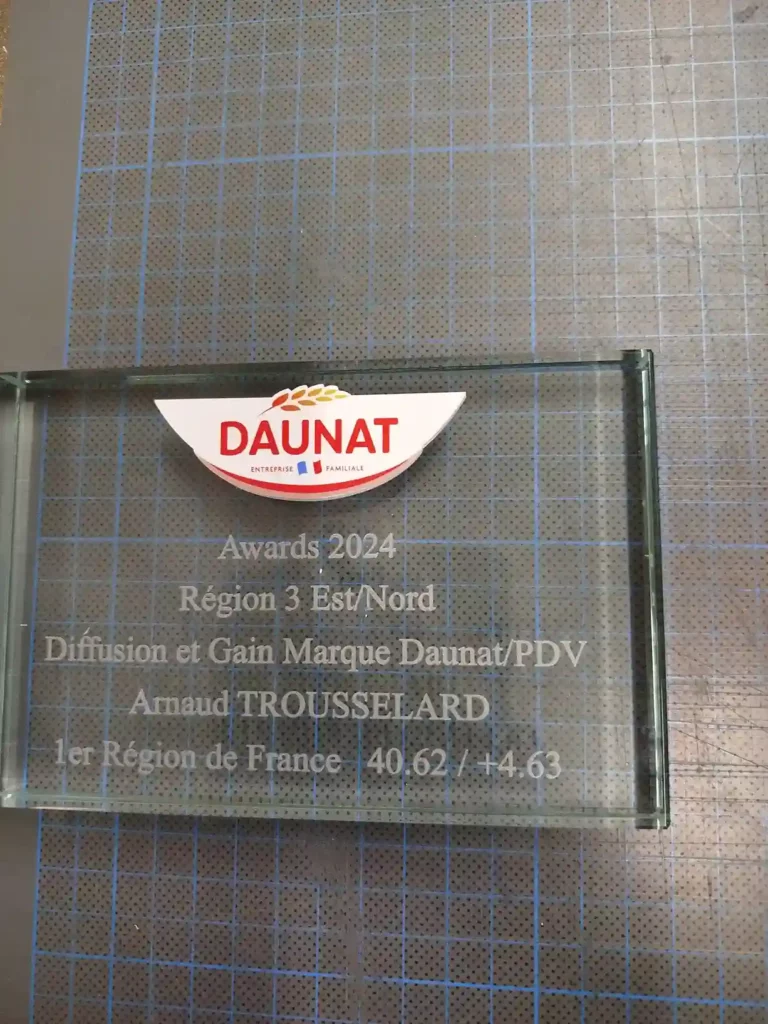 DAUNAT
ENTREPRISE FAMILIALE
Awards 2024
Région 3 Est/Nord
Diffusion et Gain Marque Daunat/PDV
Arnaud TROUSSELARD
1er Région de France 40.62 / +4.63